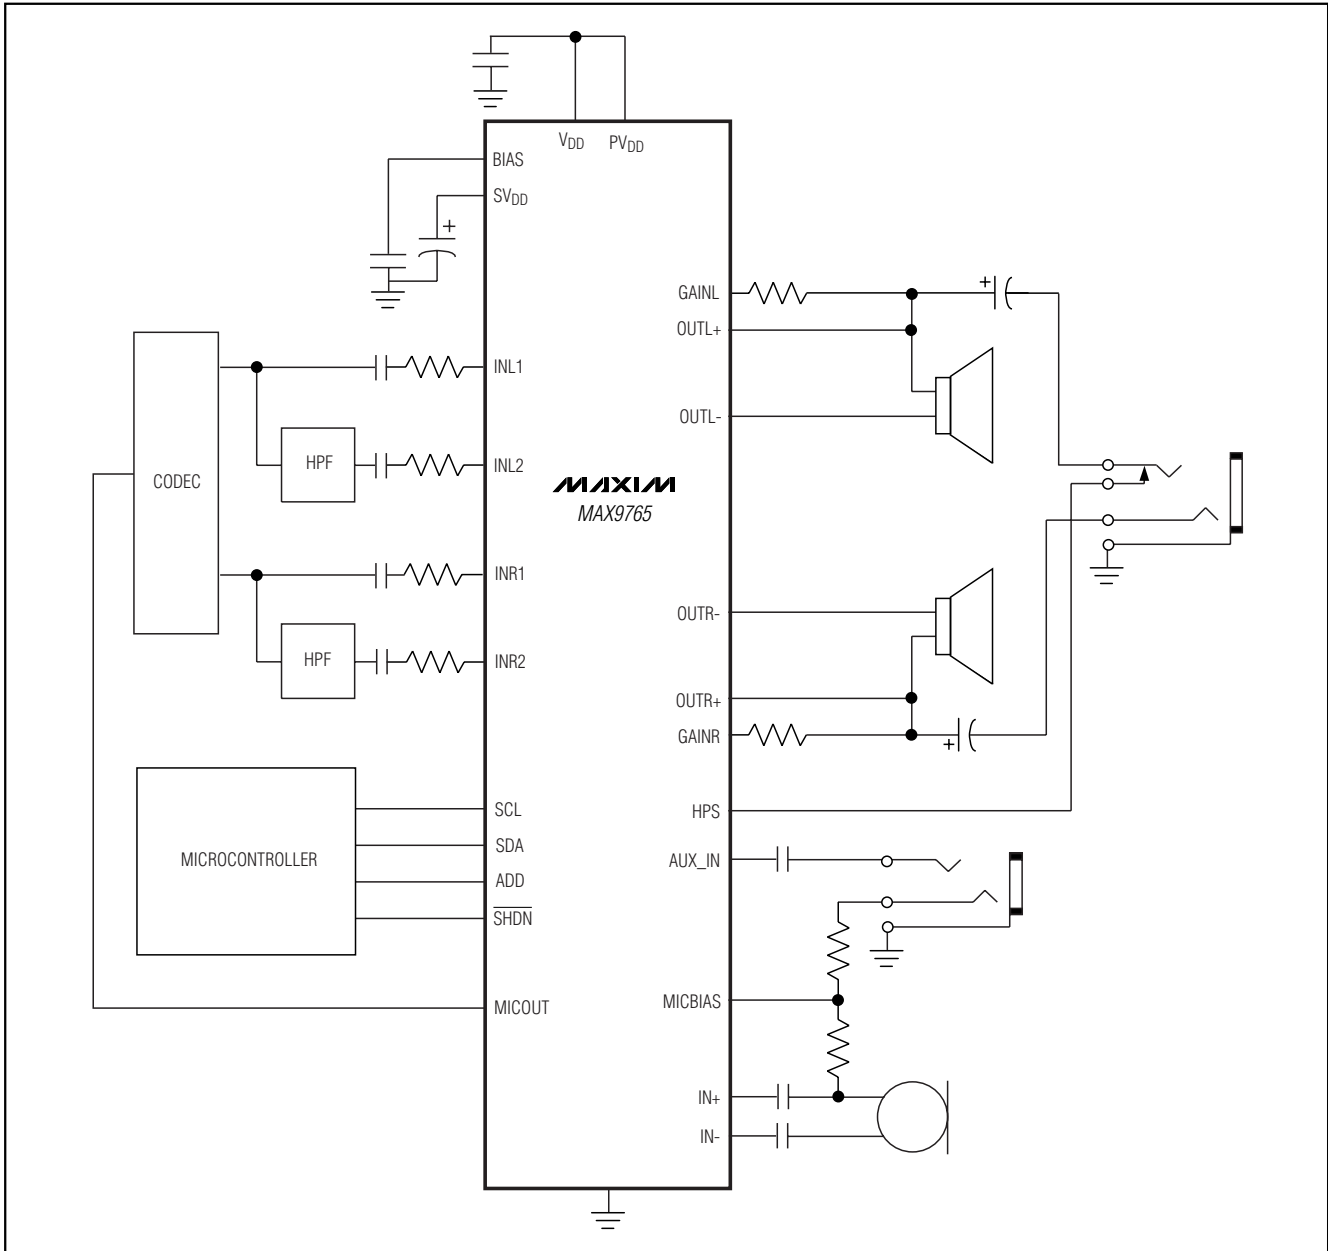 VDD PVDD
BIAS
SVDD
+
GAINL
+
OUTL+
INL1
OUTL-
CODEC
HPF
INL2
MAXIM
MAX9765
INR1
OUTR-
HPF
INR2
OUTR+
GAINR
+
SCL
HPS
SDA
MICROCONTROLLER
AUX_IN
ADD
SHDN
MICOUT
MICBIAS
IN+
IN-